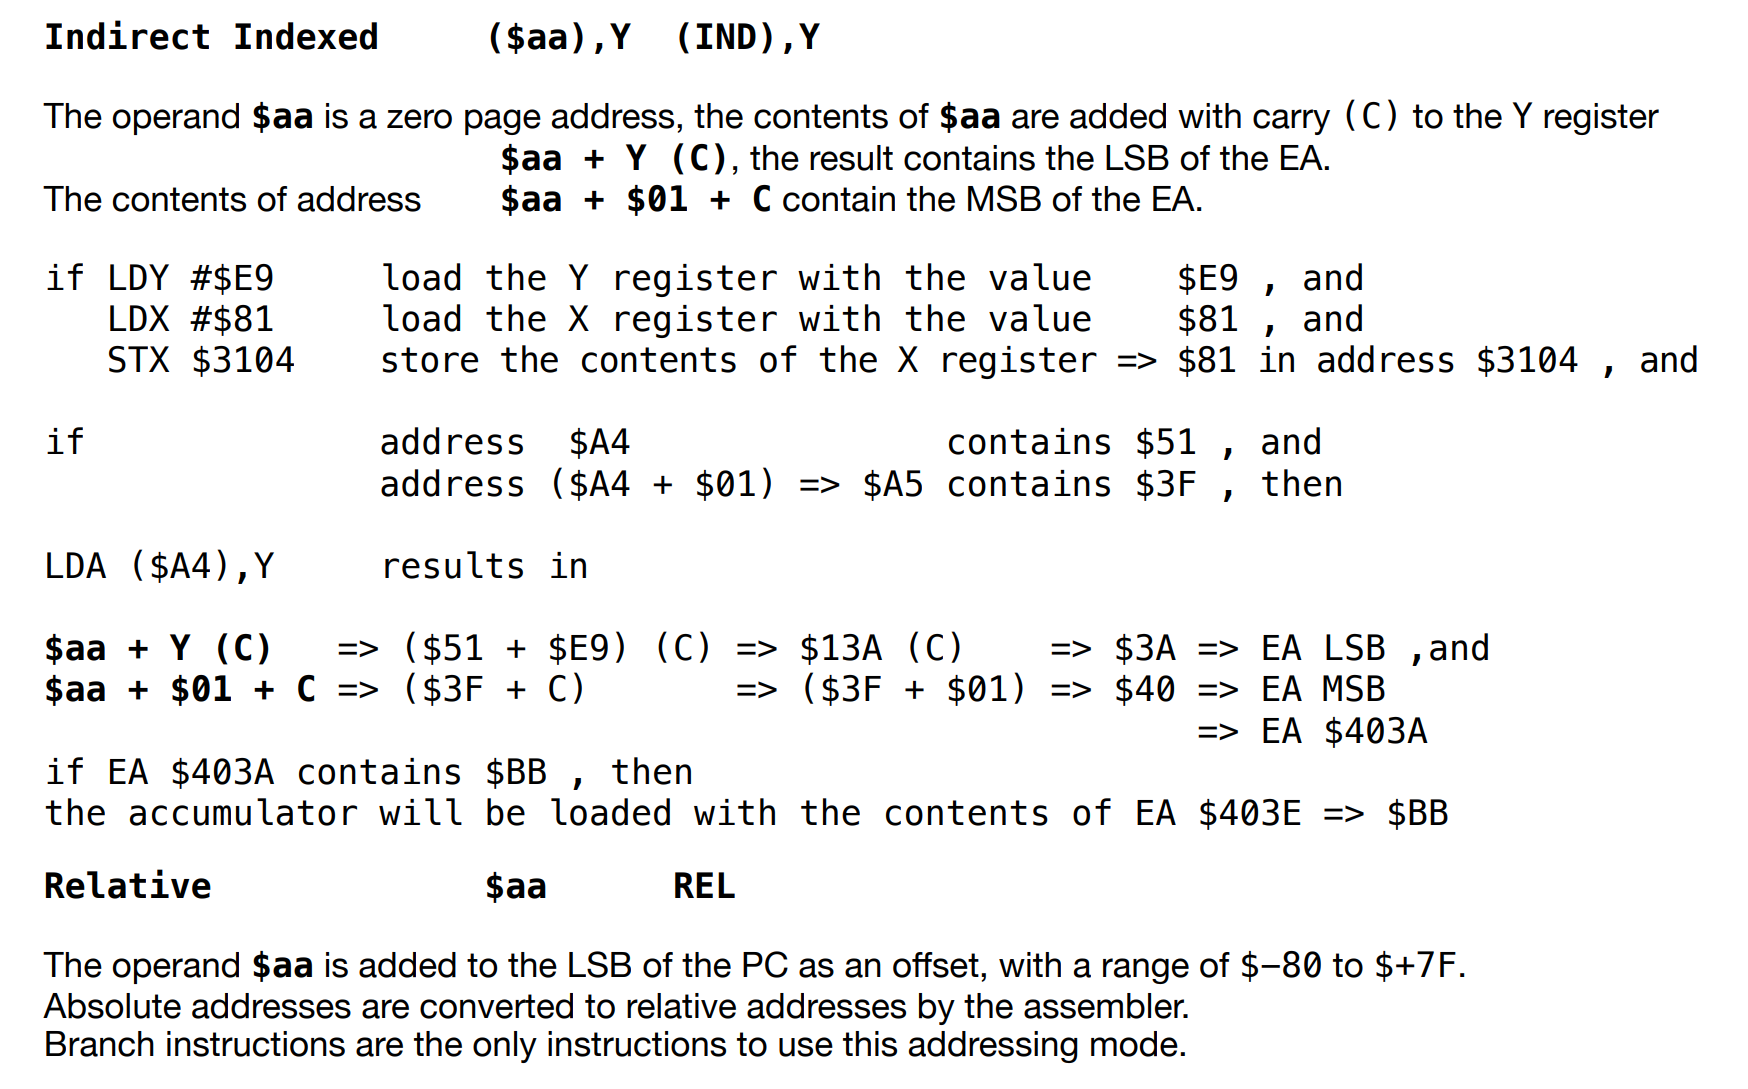 Indirect Indexed ($aa),Y (IND),Y
The operand $aa is a zero page address, the contents of $aa are added with carry (C) to the Y register
$aa + Y (C), the result contains the LSB of the EA.
The contents of address $aa + $01 + C contain the MSB of the EA.
if LDY #$E9 load the Y register with the value $E9 , and
LDX #$81 load the X register with the value $81 , and
STX $3104 store the contents of the X register => $81 in address $3104 , and
if address $A4 contains $51 , and
address ($A4 + $01) => $A5 contains $3F , then
LDA ($A4),Y results in
$aa + Y (C) => ($51 + $E9) (C) => $13A (C) => $3A => EA LSB ,and
$aa + $01 + C => ($3F + C) => ($3F + $01) => $40 => EA MSB
=> EA $403A
if EA $403A contains $BB , then
the accumulator will be loaded with the contents of EA $403E => $BB
Relative $aa REL
The operand $aa is added to the LSB of the PC as an offset, with a range of $−80 to $+7F.
Absolute addresses are converted to relative addresses by the assembler.
Branch instructions are the only instructions to use this addressing mode.